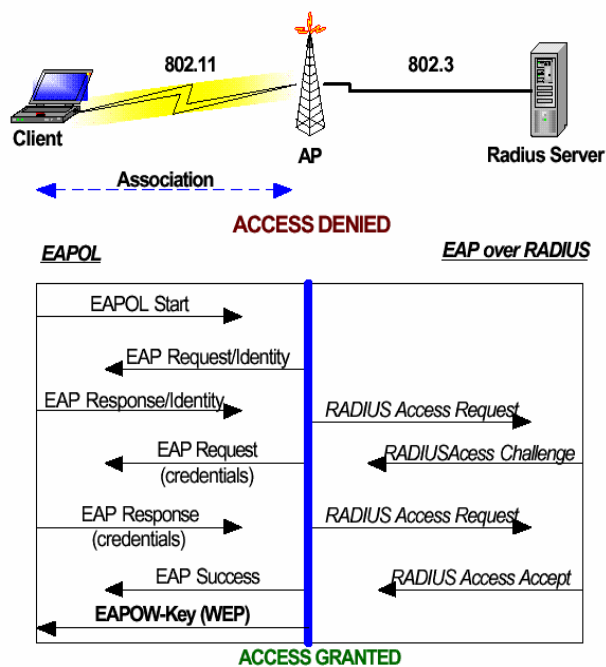 802.11
802.3
Client
AP
Radius Server
Association
ACCESS DENIED
EAPOL
EAP over RADIUS
EAPOL Start
EAP Request/Identity
EAP Response/Identity
RADIUS Access Request
EAP Request
(credentials)
RADIUSAcess Challenge
EAP Response
(credentials)
RADIUS Access Request
EAP Success
RADIUS Access Accept
EAPOW-Key (WEP)
ACCESS GRANTED